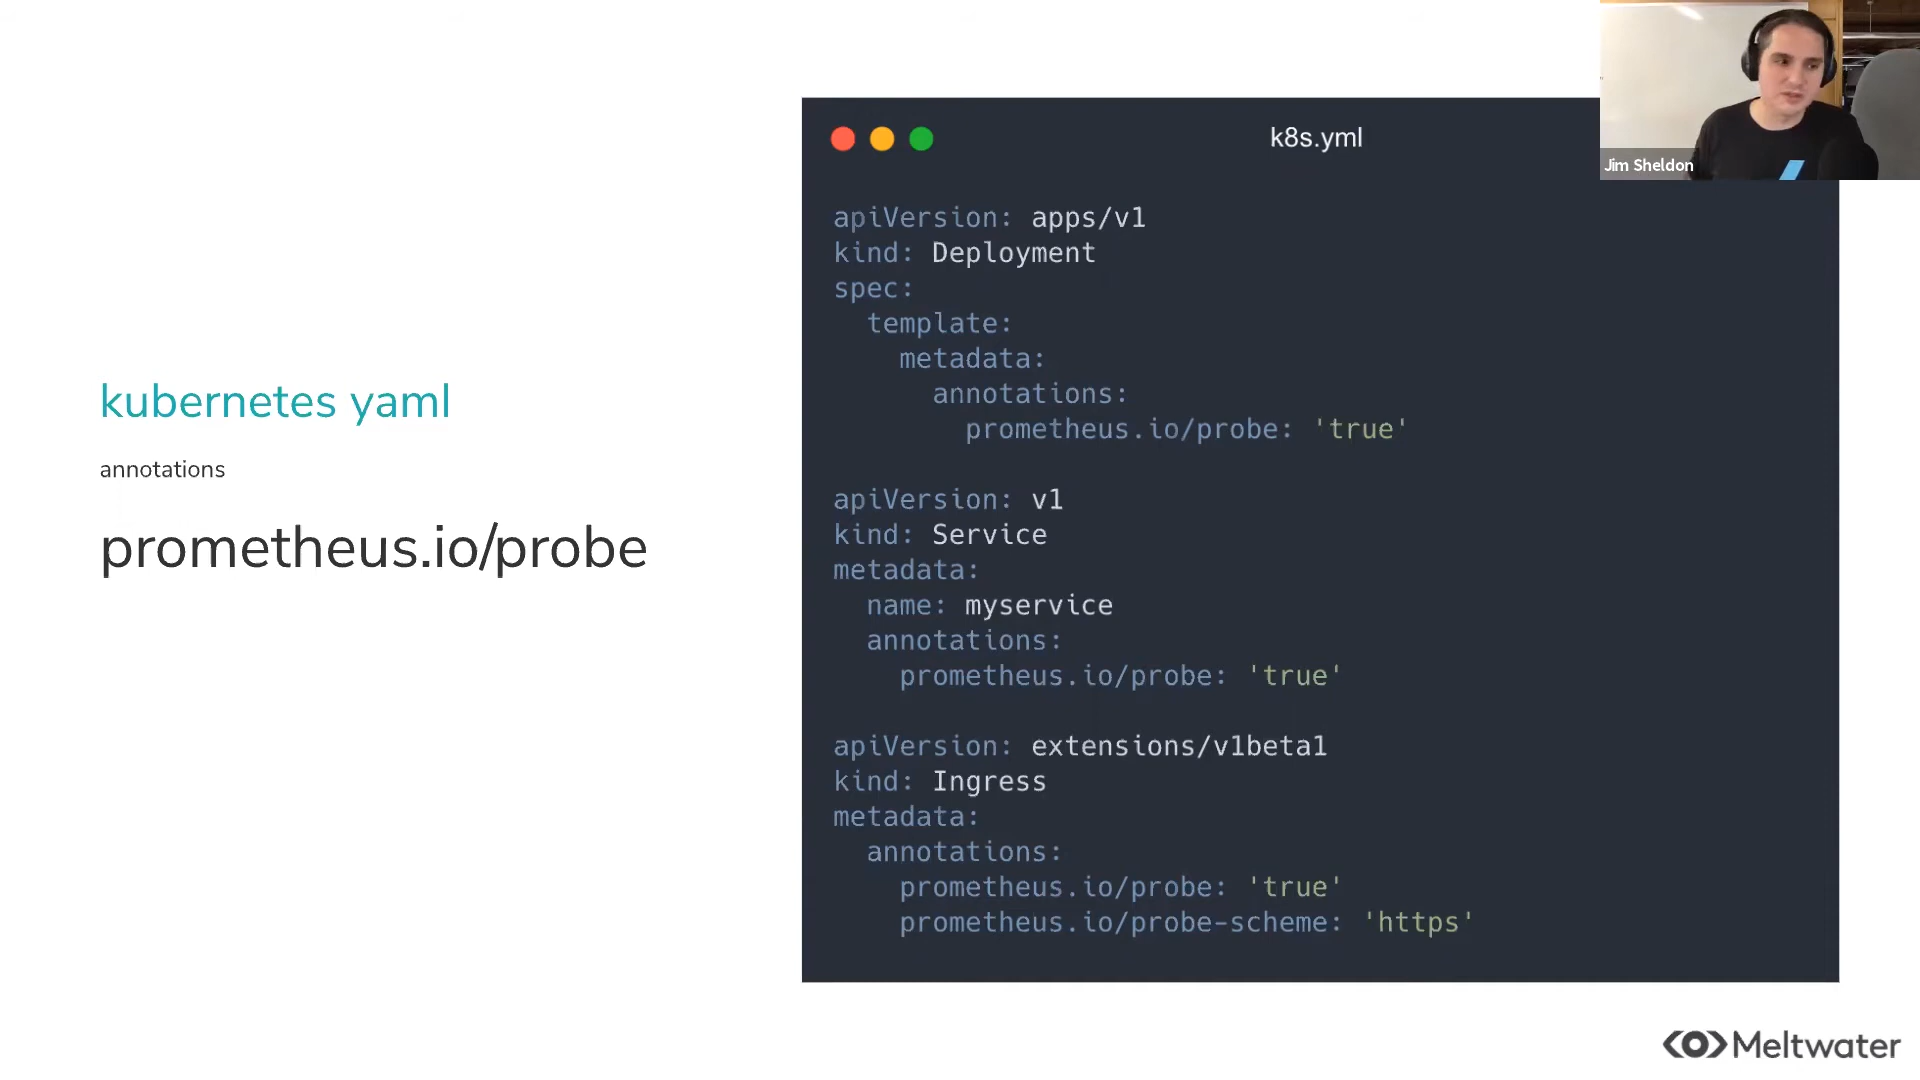 kubernetes yaml
annotations
prometheus.io/probe
k8s.yml
apiVersion: apps/v1
kind: Deployment
spec:
  template:
    metadata:
      annotations:
        prometheus.io/probe: 'true'
apiVersion: v1
kind: Service
metadata:
  name: myservice
  annotations:
    prometheus.io/probe: 'true'
apiVersion: extensions/v1beta1
kind: Ingress
metadata:
  annotations:
    prometheus.io/probe: 'true'
    prometheus.io/probe-scheme: 'https'
Jim Sheldon
Meltwater